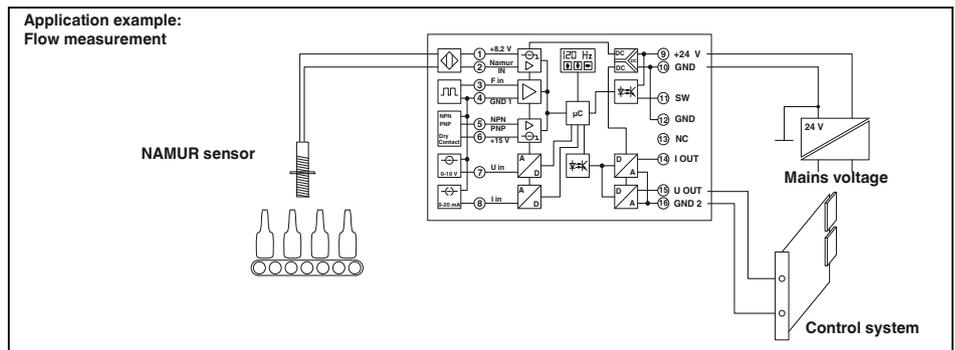 Application example:
Flow measurement
NAMUR sensor
1 +8,2 V
2 Namur
IN
3 F in
4 GND 1
NPN
PNP
Dry
Contact
5 NPN
6 PNP
+15 V
0-10 V
7 U in
0-20 mA
8 I in
A
D
A
D
120 Hz
µC
DC
DC
DC
D
A
D
A
9 +24 V
10 GND
11 SW
12 GND
13 NC
14 I OUT
15 U OUT
16 GND 2
24 V
Mains voltage
Control system